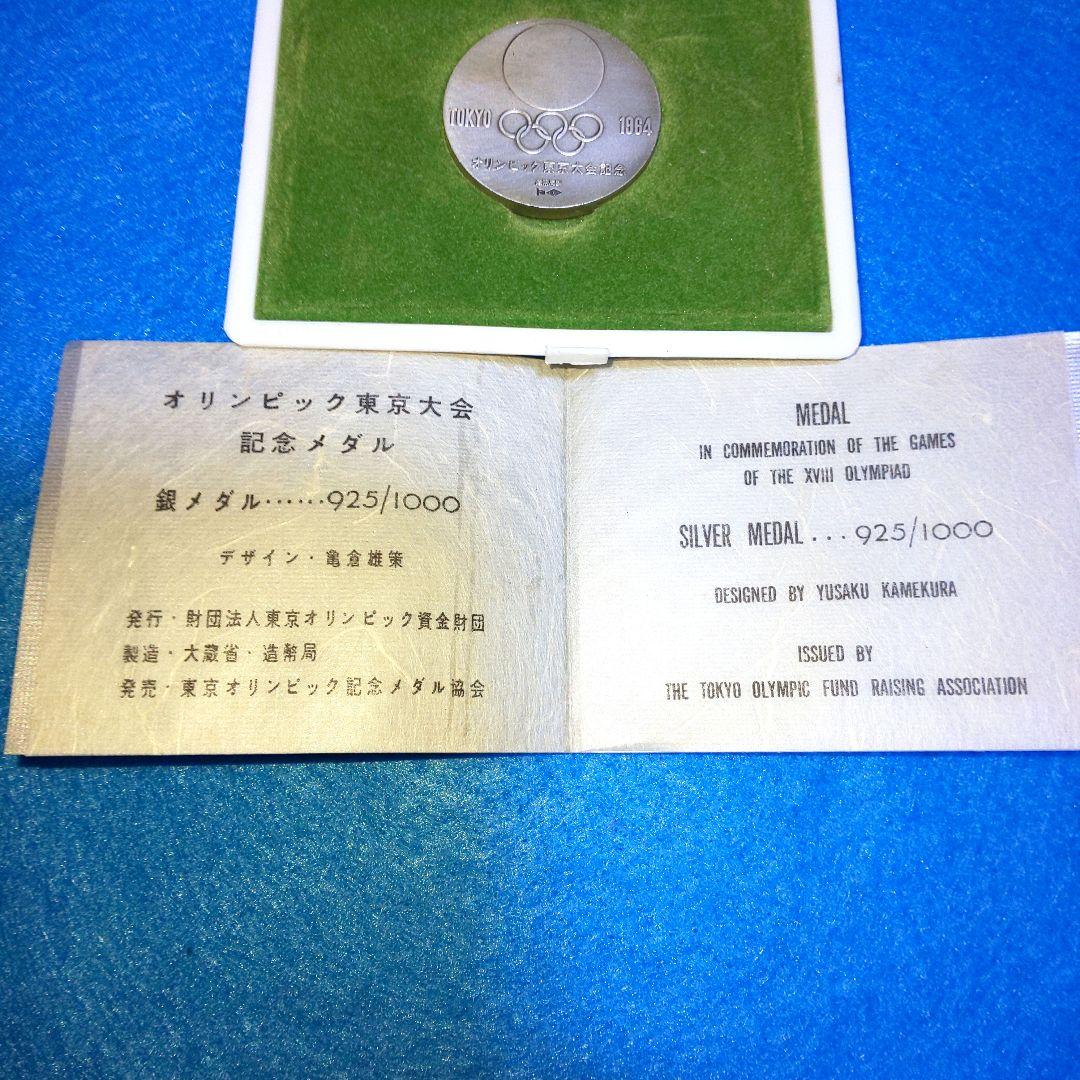 TOKYO 1964
オリンピック東京大会記念
オリンピック東京大会
記念メダル
銀メダル······925/1000
デザイン・亀倉雄策
発行・財団法人東京オリンピック資金財団
製造・大蔵省・造幣局
発売・東京オリンピック記念メダル協会
MEDAL
IN COMMEMORATION OF THE GAMES
OF THE XVIII OLYMPIAD
SILVER MEDAL...925/1000
DESIGNED BY YUSAKU KAMEKURA
ISSUED BY
THE TOKYO OLYMPIC FUND RAISING ASSOCIATION